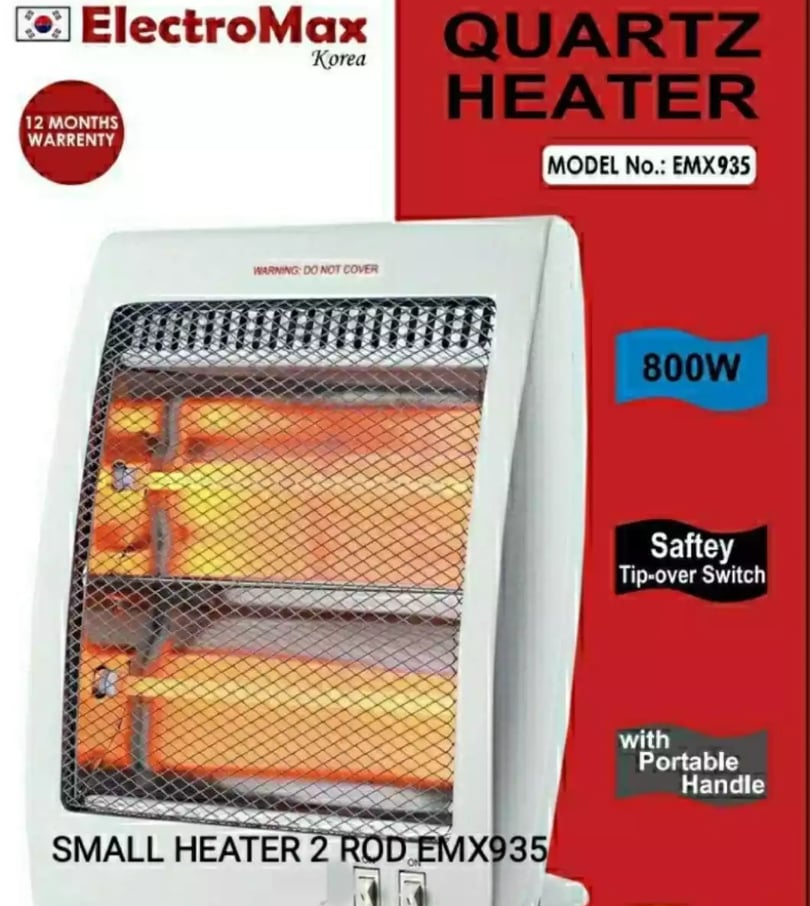 ElectroMax
Korea
12 MONTHS
WARRENTY
QUARTZ
HEATER
MODEL No.: EMX935
WARNING: DO NOT COVER
800W
Saftey
Tip-over Switch
with
Portable
Handle
SMALL HEATER 2 ROD EMX935
ON